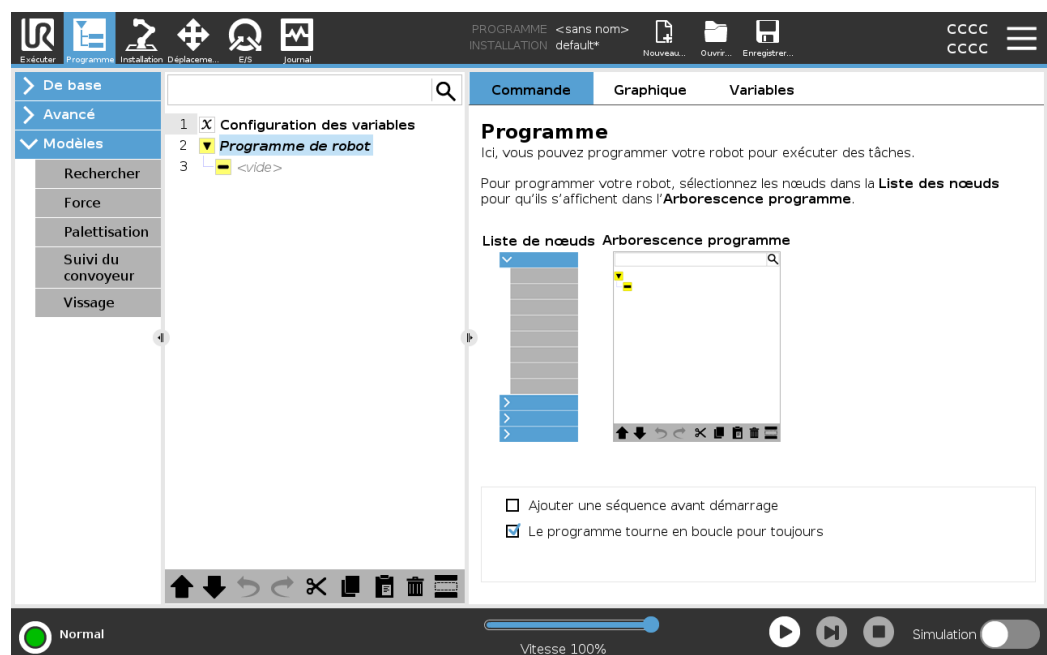 PROGRAMME <sans nom>
INSTALLATION default*
cccc
cccc
Exécuter
Programme
Installation
Déplaceme...
E/S
Journal
Nouveau...
Ouvrir...
Enregistrer...
De base
Avancé
Modèles
Rechercher
Force
Palettisation
Suivi du
convoyeur
Vissage
1 X Configuration des variables
2 Programme de robot
3 <vide>
Commande
Graphique
Variables
Programme
Ici, vous pouvez programmer votre robot pour exécuter des tâches.
Pour programmer votre robot, sélectionnez les nœuds dans la Liste des nœuds
pour qu'ils s'affichent dans l'Arborescence programme.
Liste de nœuds
Arborescence programme
Ajouter une séquence avant démarrage
Le programme tourne en boucle pour toujours
Normal
Vitesse 100%
Simulation